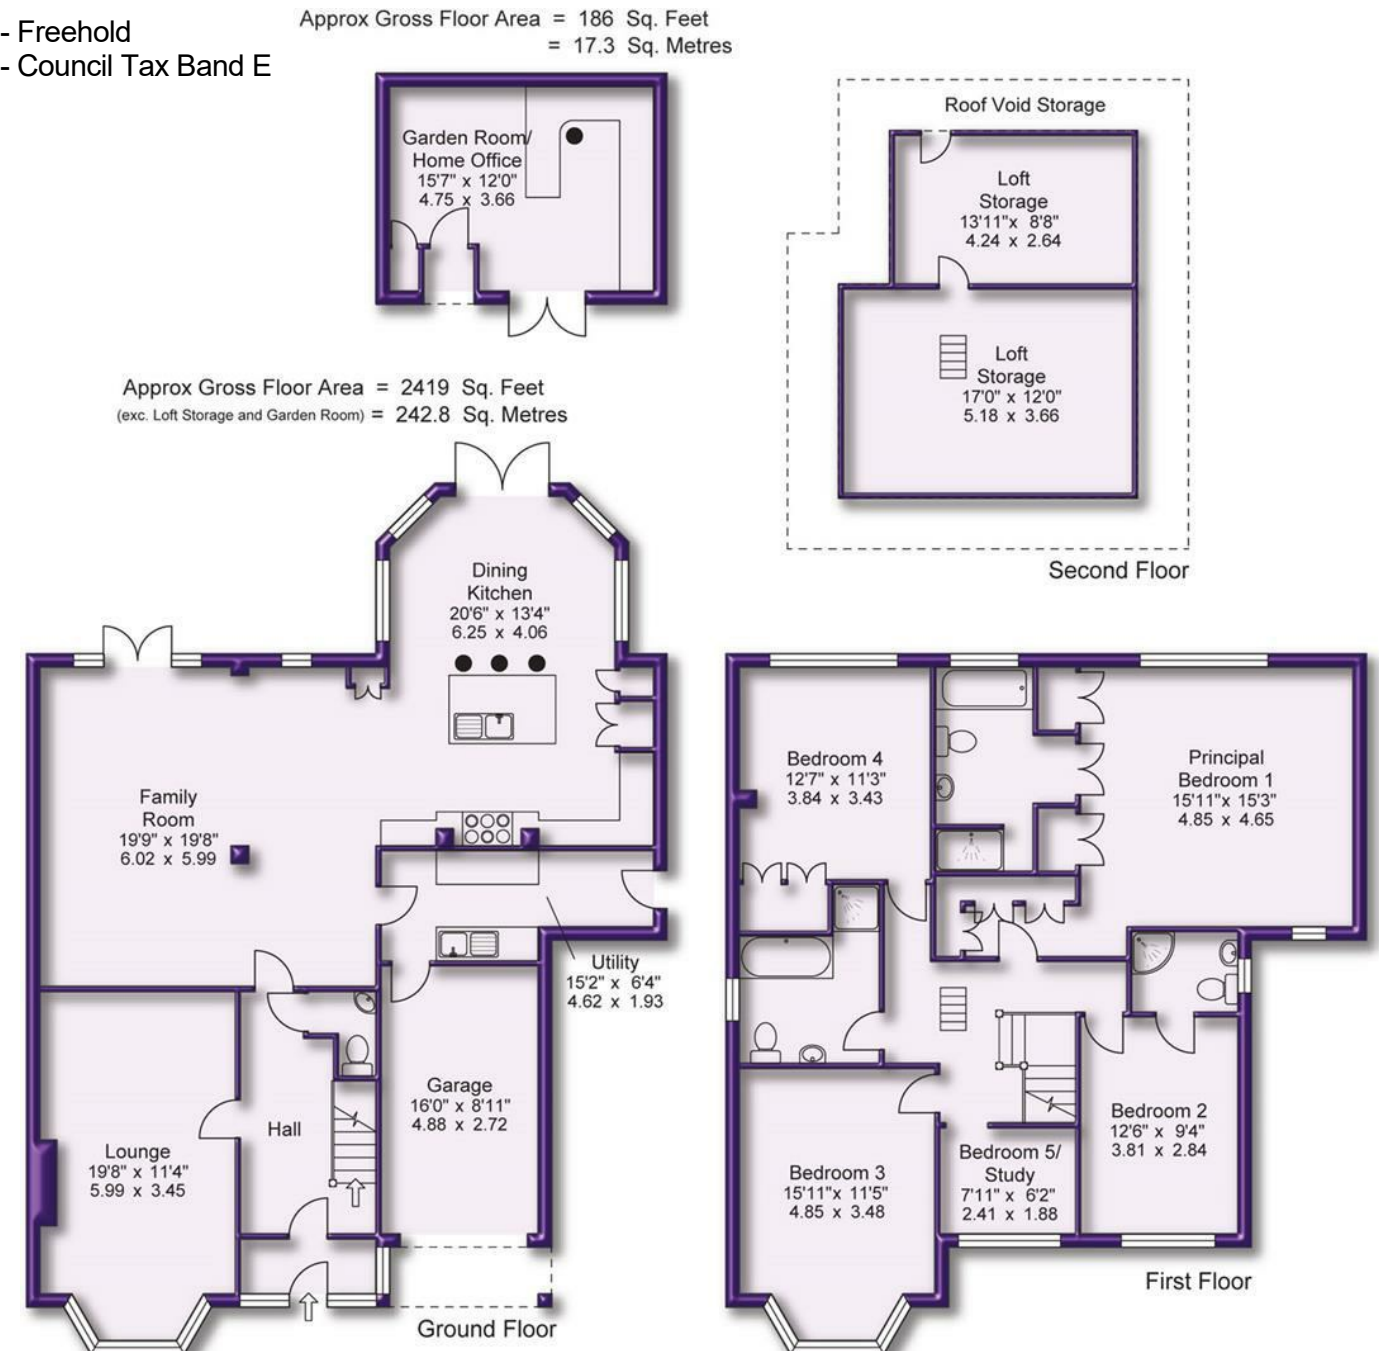 - Freehold
- Council Tax Band E
Approx Gross Floor Area = 186 Sq. Feet
= 17.3 Sq. Metres
Garden Room/
Home Office
15'7" x 12'0"
4.75 x 3.66
Roof Void Storage
Loft
Storage
13'11"x 8'8"
4.24 x 2.64
Loft
Storage
17'0" x 12'0"
5.18 x 3.66
Second Floor
Approx Gross Floor Area = 2419 Sq. Feet
(exc. Loft Storage and Garden Room) = 242.8 Sq. Metres
Dining
Kitchen
20'6" x 13'4"
6.25 x 4.06
Family
Room
19'9" x 19'8"
6.02 x 5.99
Utility
15'2" x 6'4"
4.62 x 1.93
Garage
16'0" x 8'11"
4.88 x 2.72
Hall
Lounge
19'8" x 11'4"
5.99 x 3.45
Ground Floor
Bedroom 4
12'7" x 11'3"
3.84 x 3.43
Principal
Bedroom 1
15'11"x 15'3"
4.85 x 4.65
Bedroom 2
12'6" x 9'4"
3.81 x 2.84
Bedroom 5/
Study
7'11" x 6'2"
2.41 x 1.88
Bedroom 3
15'11"x 11'5"
4.85 x 3.48
First Floor